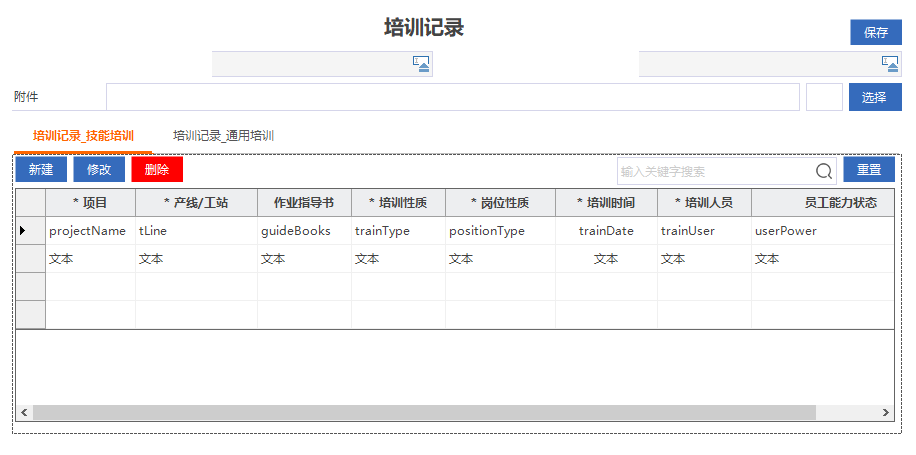 培训记录
保存
附件
选择
培训记录_技能培训 培训记录_通用培训
新建 修改 删除 输入关键字搜索 重置
* 项目 * 产线/工站 作业指导书 * 培训性质 * 岗位性质 * 培训时间 * 培训人员 员工能力状态
projectName tLine guideBooks trainType positionType trainDate trainUser userPower
文本 文本 文本 文本 文本 文本 文本 文本